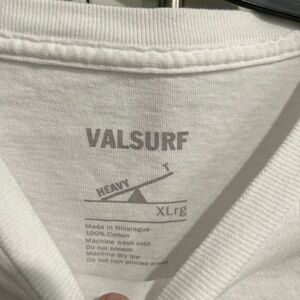 VALSURF
T
HEAVY
XLrg
Made in Nicaragua
100% Cotton
Machine wash cold
Do not bleach
Machine dry low
Do not iron printed areas